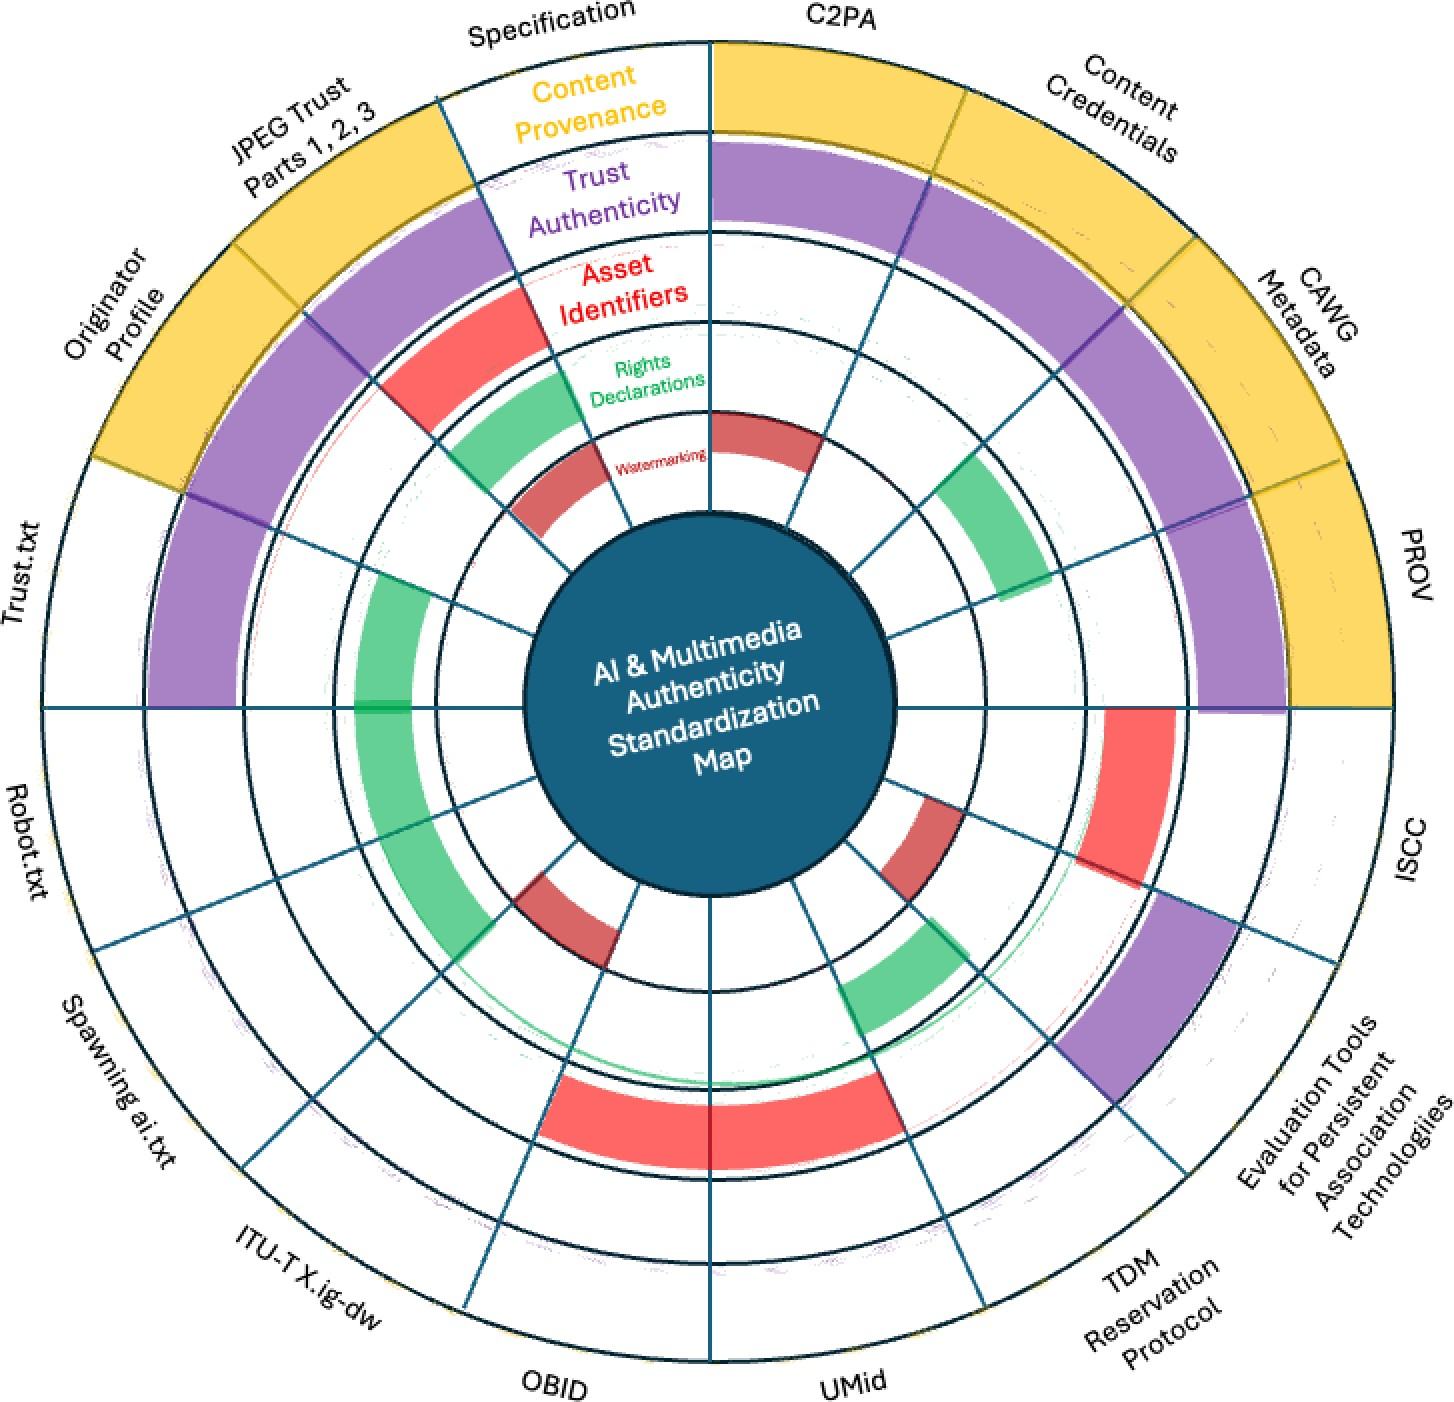 Specification
C2PA
Content
Credentials
CAWG
Metadata
PROV
ISCC
Evaluation Tools
for Persistent
Association
Technologiies
TDM
Reservation
Protocol
UMid
OBID
ITU-T X.ig-dw
Spawning ai.txt
Robot.txt
Trust.txt
Originator
Profile
JPEG Trust
Parts 1, 2, 3
Content
Provenance
Trust
Authenticity
Asset
Identifiers
Rights
Declarations
Watermarking
AI & Multimedia
Authenticity
Standardization
Map